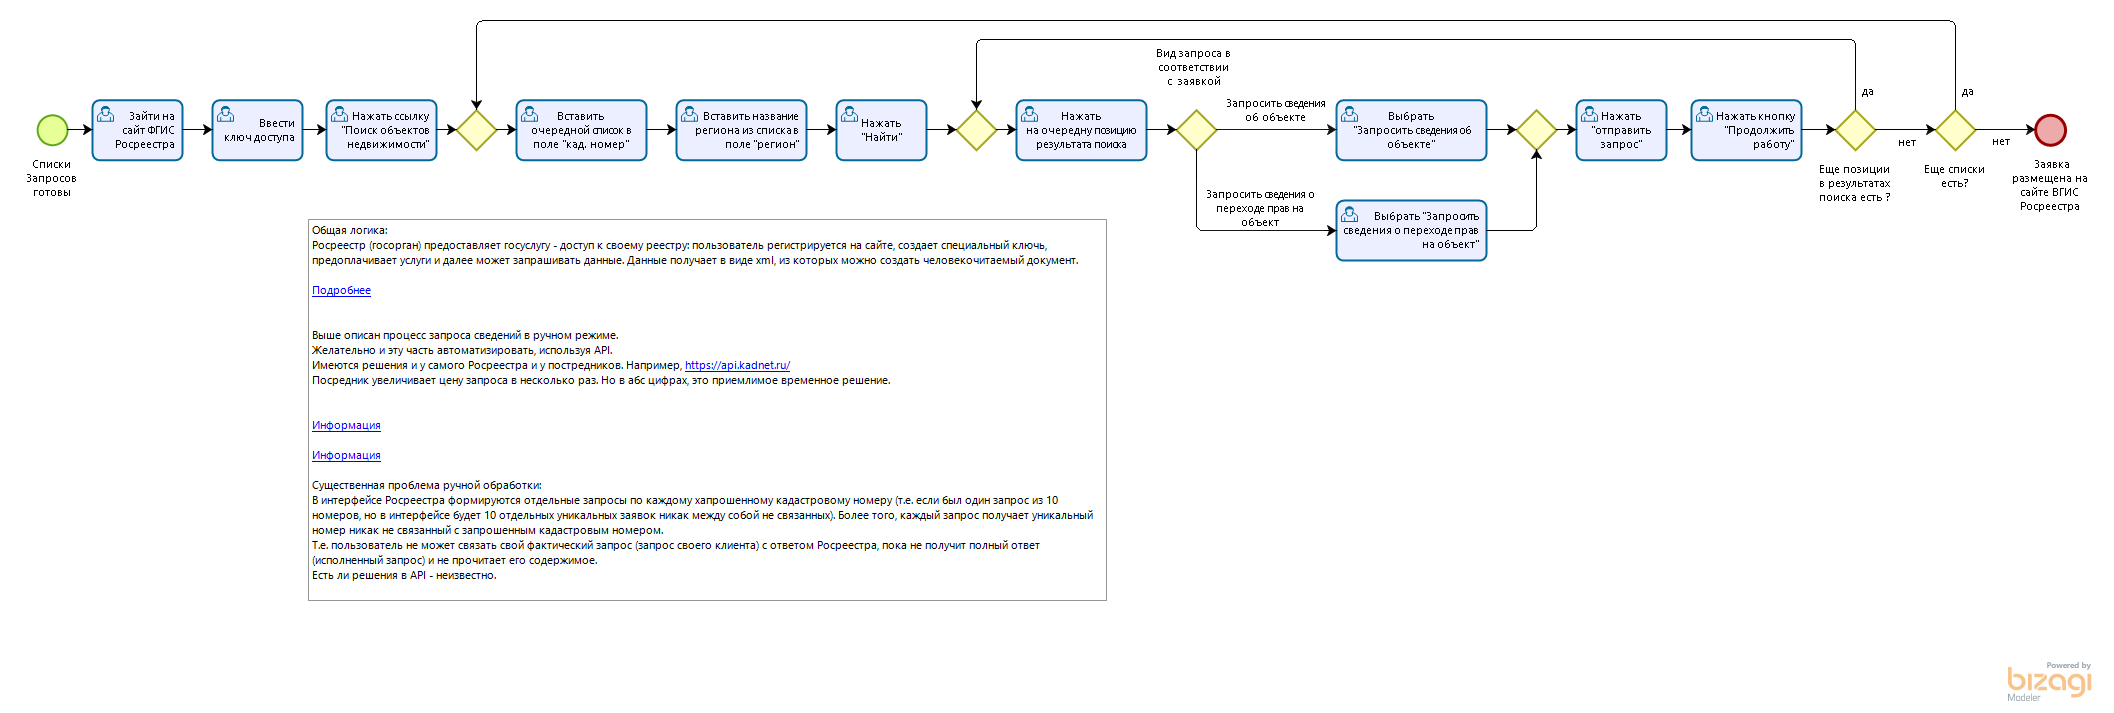 Вид запроса в
соответствии
с заявкой
да
да
Зайти на
сайт ФГИС
Росреестра
Ввести
ключ доступа
Нажать ссылку
"Поиск объектов
недвижимости"
Вставить
очередной список в
поле "кад. номер"
Вставить название
региона из списка в
поле "регион"
Нажать
"Найти"
Нажать
на очередну позицию
результата поиска
Запросить сведения
об объекте
Выбрать
"Запросить сведения об
объекте"
Нажать
"отправить
запрос"
Нажать кнопку
"Продолжить
работу"
нет
нет
Списки
Запросов
готовы
Еще позиции
в результатах
поиска есть ?
Еще списки
есть?
Заявка
размещена на
сайте ВГИС
Росреестра
Запросить сведения о
переходе прав на
объект
Выбрать "Запросить
сведения о переходе прав
на объект"
Общая логика:
Росреестр (госорган) предоставляет госуслугу - доступ к своему реестру: пользователь регистрируется на сайте, создает специальный ключь,
предоплачивает услуги и далее может запрашивать данные. Данные получает в виде xml, из которых можно создать человекочитаемый документ.
Подробнее
Выше описан процесс запроса сведений в ручном режиме.
Желательно и эту часть автоматизировать, используя API.
Имеются решения и у самого Росреестра и у постредников. Например, https://api.kadnet.ru/
Посредник увеличивает цену запроса в несколько раз. Но в абс цифрах, это приемлимое временное решение.
Информация
Информация
Существенная проблема ручной обработки:
В интерфейсе Росреестра формируются отдельные запросы по каждому хапрошенному кадастровому номеру (т.е. если был один запрос из 10
номеров, но в интерфейсе будет 10 отдельных уникальных заявок никак между собой не связанных). Более того, каждый запрос получает уникальный
номер никак не связанный с запрошенным кадастровым номером.
Т.е. пользователь не может связать свой фактический запрос (запрос своего клиента) с ответом Росреестра, пока не получит полный ответ
(исполненный запрос) и не прочитает его содержимое.
Есть ли решения в API - неизвестно.
Powered by
bizagi
Modeler